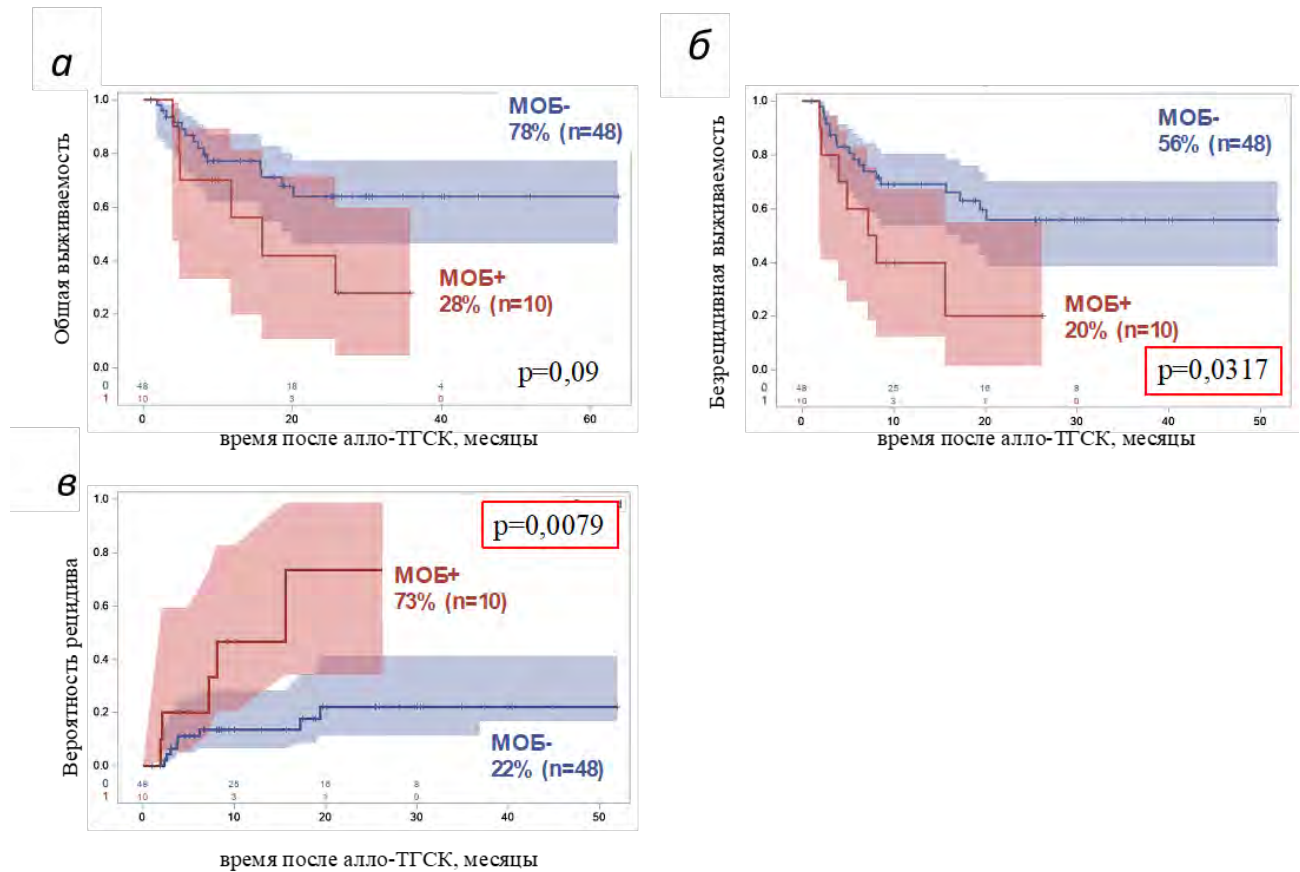 а
Общая выживаемость
1.0
0.8
0.6
0.4
0.2
0.0
МОБ-
78% (n=48)
МОБ+
28% (n=10)
p=0,09
0 48 18 4
1 10 3 0
0 20 40 60
время после алло-ТГСК, месяцы
б
Безрецидивная выживаемость
1.0
0.8
0.6
0.4
0.2
0.0
МОБ-
56% (n=48)
МОБ+
20% (n=10)
p=0,0317
0 48 25 16 8
1 10 3 1 0
0 10 20 30 40 50
время после алло-ТГСК, месяцы
в
Вероятность рецидива
1.0
0.8
0.6
0.4
0.2
0.0
p=0,0079
МОБ+
73% (n=10)
МОБ-
22% (n=48)
0 48 25 16 8
1 10 3 1 0
0 10 20 30 40 50
время после алло-ТГСК, месяцы